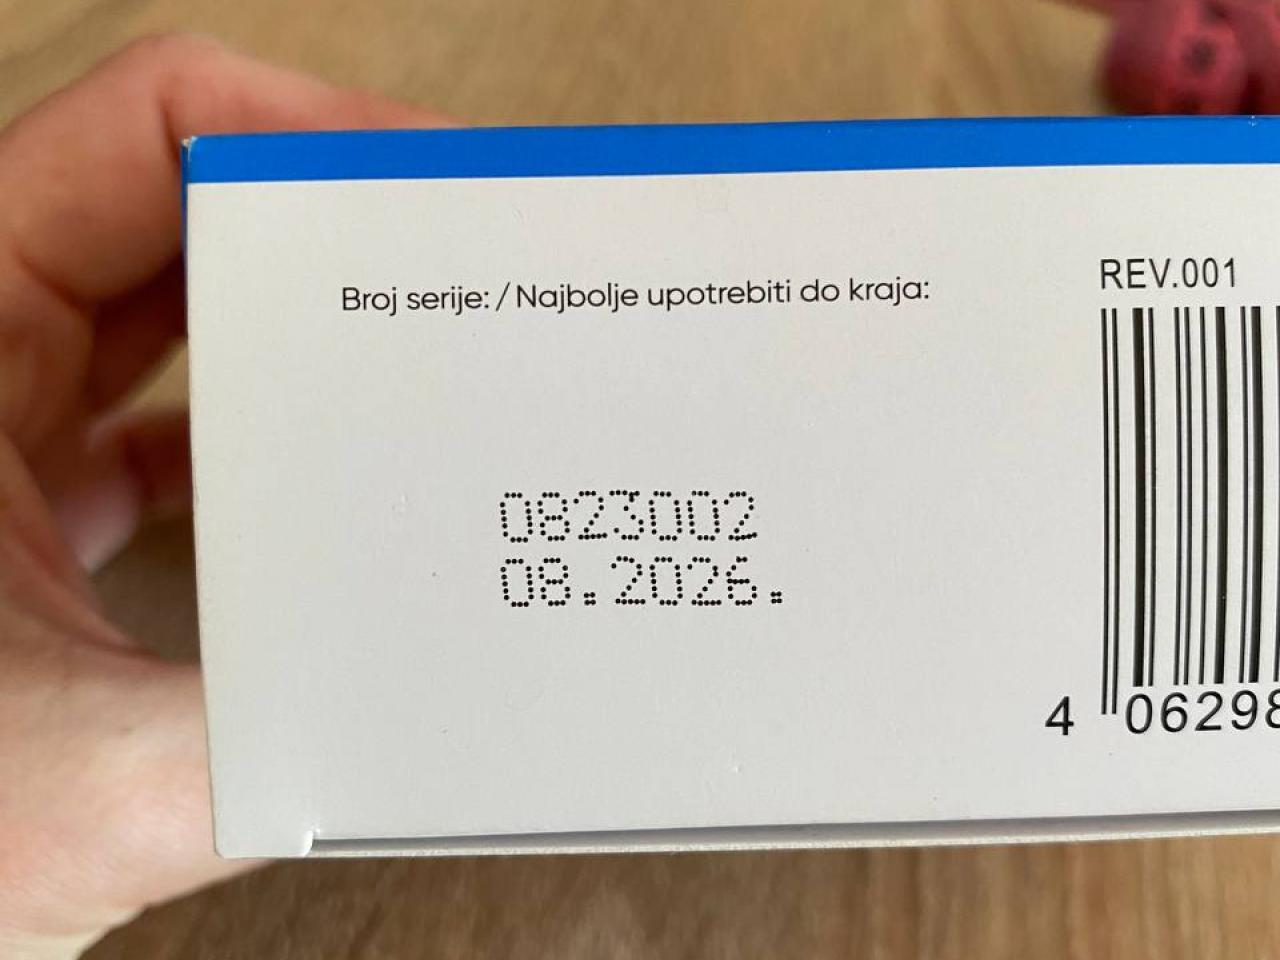 Broj serije: / Najbolje upotrebiti do kraja:
REV.001
0823002
08.2026.
4 06298